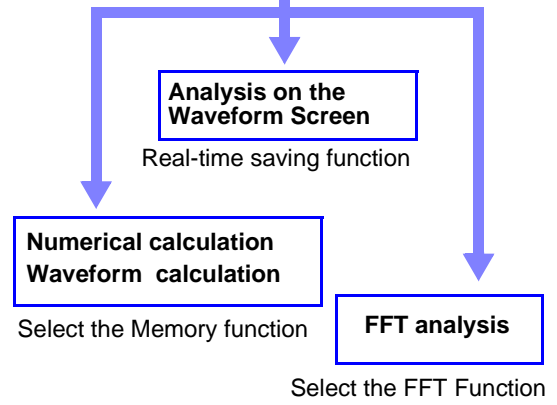 Analysis on the
Waveform Screen
Real-time saving function
Numerical calculation
Waveform calculation
Select the Memory function
FFT analysis
Select the FFT Function